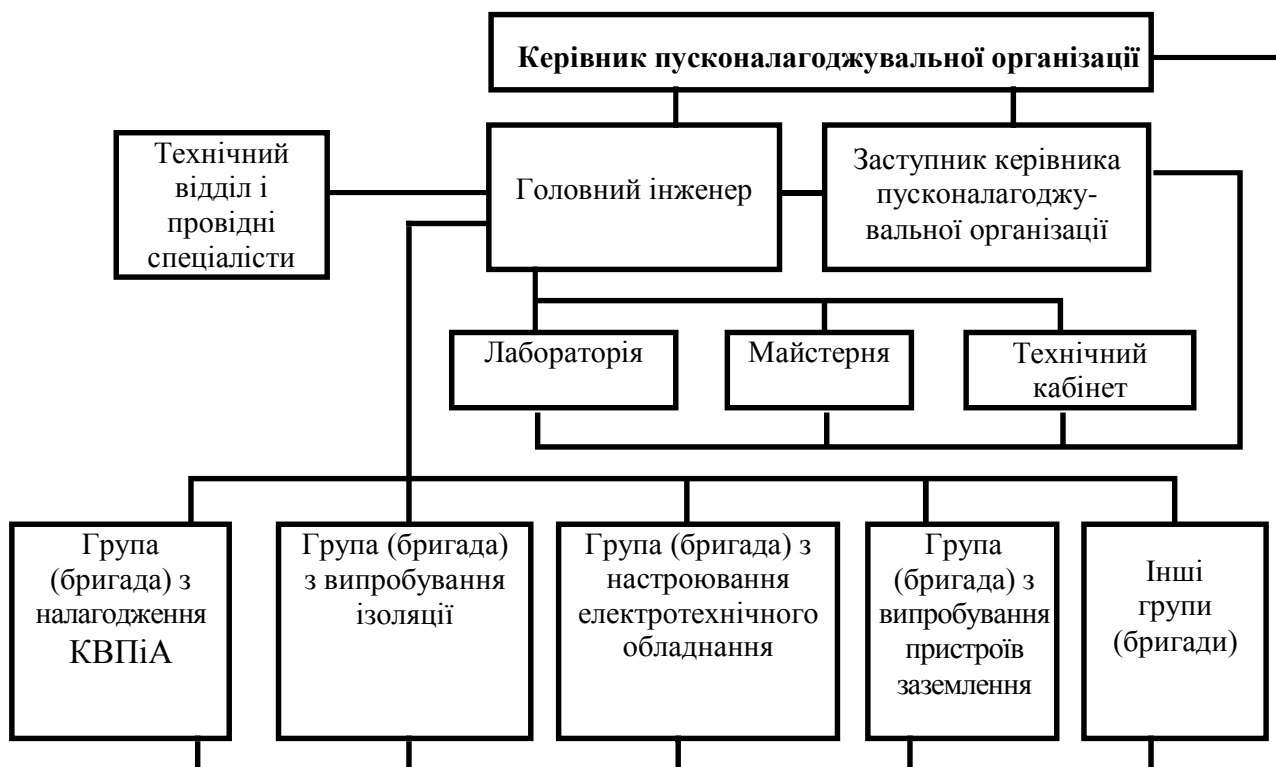 Керівник пусконалагоджувальної організації
Технічний
відділ і
провідні
спеціалісти
Головний інженер
Заступник керівника
пусконалагоджу-
вальної організації
Лабораторія
Майстерня
Технічний
кабінет
Група
(бригада) з
налагодження
КВПіА
Група (бригада)
з випробування
ізоляції
Група (бригада) з
настроювання
електротехнічного
обладнання
Група
(бригада) з
випробування
пристроїв
заземлення
Інші
групи
(бригади)